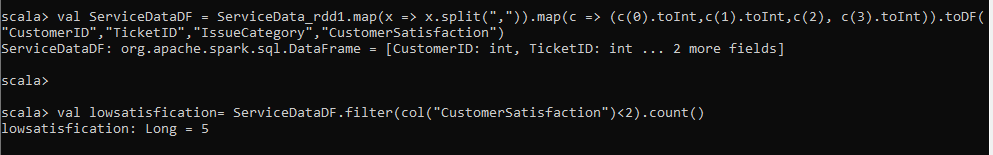 scala> val ServiceDataDF = ServiceData_rdd1.map(x => x.split(",")).map(c => (c(0).toInt,c(1).toInt,c(2), c(3).toInt)).toDF(
"CustomerID","TicketID","IssueCategory","CustomerSatisfaction")
ServiceDataDF: org.apache.spark.sql.DataFrame = [CustomerID: int, TicketID: int ... 2 more fields]
scala>
scala> val lowsatisfication= ServiceDataDF.filter(col("CustomerSatisfaction")<2).count()
lowsatisfication: Long = 5